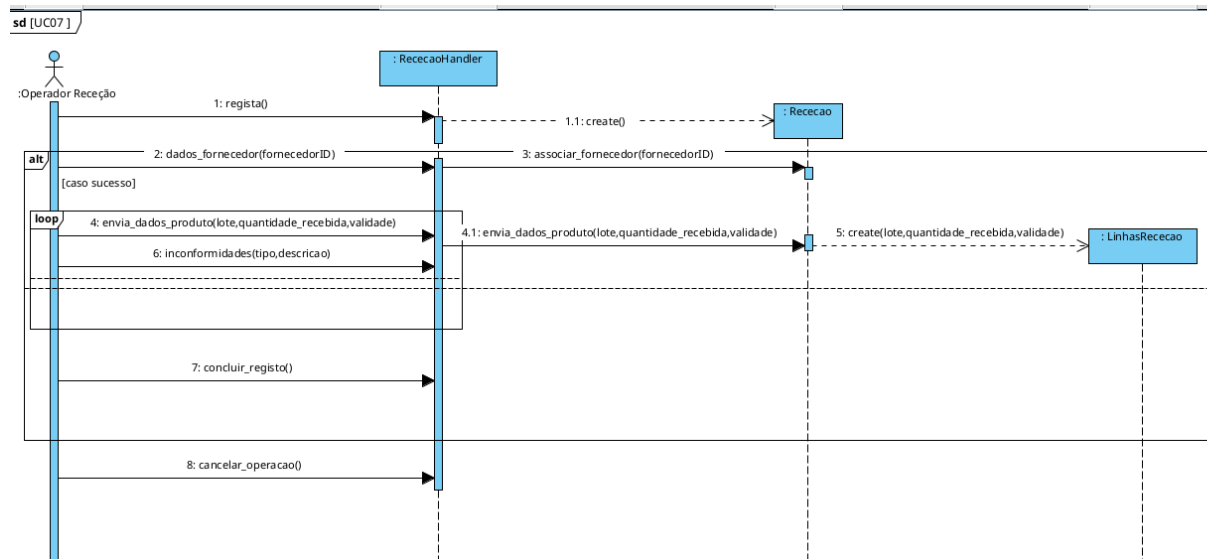 sd [UC07 ]
: RececaoHandler
:Operador Receção
1: regista()
: Rececao
1.1: create()
alt
2: dados_fornecedor(fornecedorID)
3: associar_fornecedor(fornecedorID)
[caso sucesso]
loop
4: envia_dados_produto(lote,quantidade_recebida,validade)
4.1: envia_dados_produto(lote,quantidade_recebida,validade)
5: create(lote,quantidade_recebida,validade)
: LinhasRececao
6: inconformidades(tipo,descricao)
7: concluir_registo()
8: cancelar_operacao()